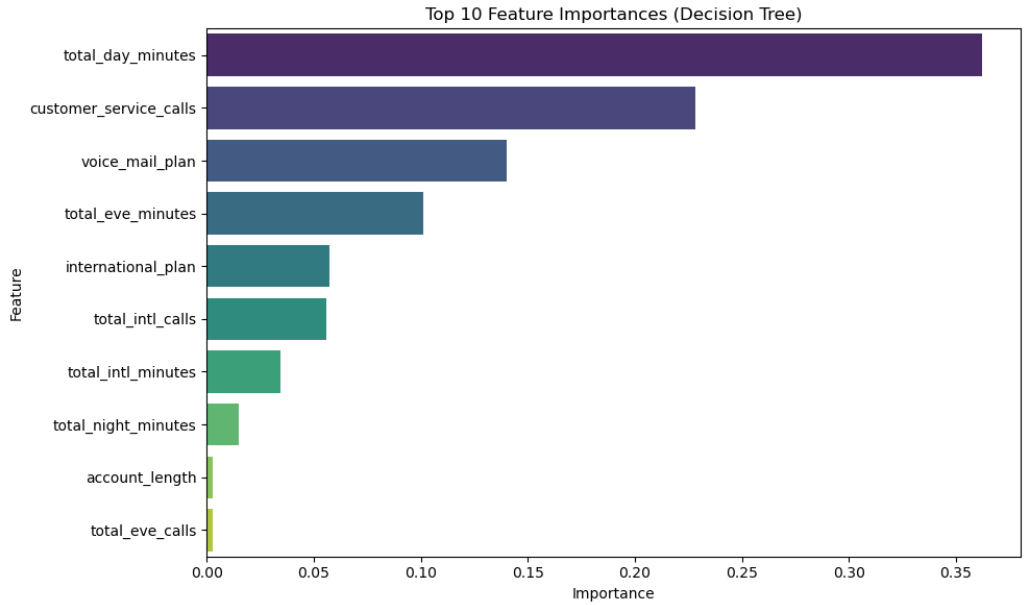 Top 10 Feature Importances (Decision Tree)
total_day_minutes
customer_service_calls
voice_mail_plan
total_eve_minutes
international_plan
total_intl_calls
total_intl_minutes
total_night_minutes
account_length
total_eve_calls
Feature
0.00 0.05 0.10 0.15 0.20 0.25 0.30 0.35
Importance